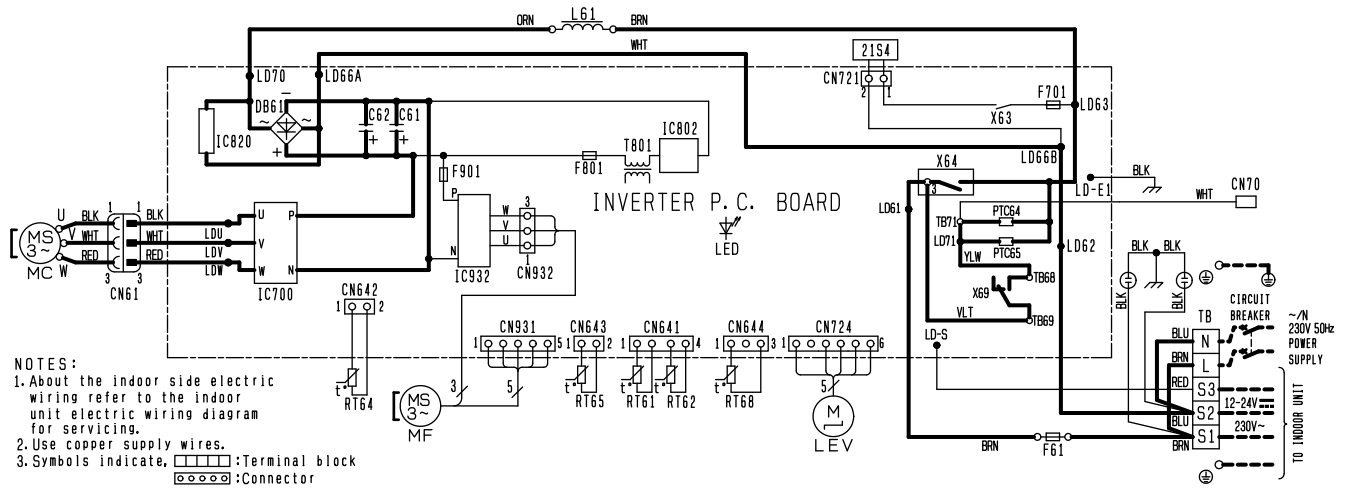 ORN L61 BRN
WHT
21S4
CN721
2 1
LD70 LD66A
F701 LD63
X63
DB61
~ − ~ +
C62 C61
+ +
IC820
T801 IC802
F801
F901
LD66B
X64
3
LD-E1 BLK
WHT CN70
INVERTER P. C. BOARD
LED
LD61
TB71 PTC64
LD71 PTC65
YLW
LD62
X69
TB68
VLT TB69
LD-S
U BLK 1 1 BLK LDU U P
V WHT WHT LDV V
W RED 3 3 RED LDW W N
MS
3~
MC
CN61
IC700
P
N
IC932
W 3
V
U 1
CN932
CN642
1 2
t°
RT64
CN931
1 5
3
5
MS
3~
MF
CN643
1 2
t°
RT65
CN641
1 4
t° t°
RT61 RT62
CN644
1 3
t°
RT68
CN724
1 6
5
M
LEV
BLK BLK
BLK BLK
TB
CIRCUIT
BREAKER
~/N
230V 50Hz
POWER
SUPPLY
BLU N
BRN L
RED S3
S2
BLU
S1
BRN
12-24V
230V~
TO INDOOR UNIT
BRN F61
NOTES:
1. About the indoor side electric
wiring refer to the indoor
unit electric wiring diagram
for servicing.
2. Use copper supply wires.
3. Symbols indicate, :Terminal block
:Connector